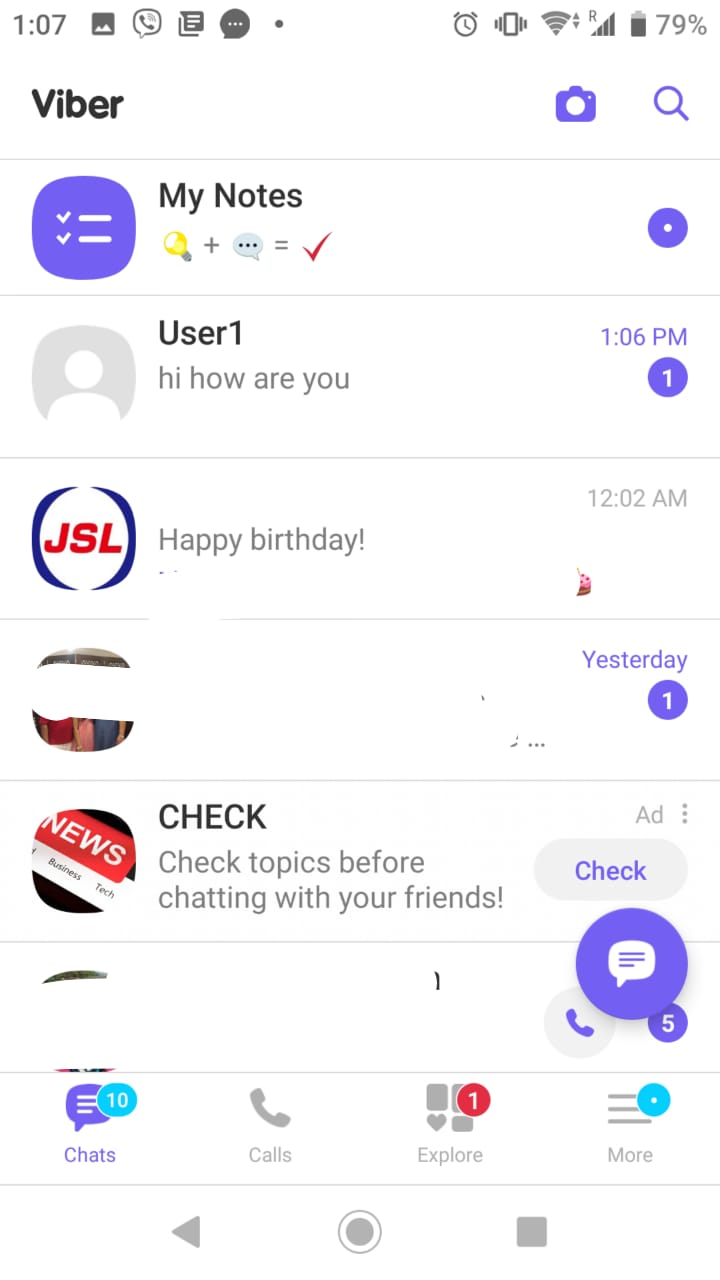 1:07
R
79%
Viber
My Notes
+ = 
User1
1:06 PM
hi how are you
1
12:02 AM
JSL
Happy birthday!
Yesterday
1
...
CHECK
Ad
NEWS
Business
Tech
Check topics before
Check
chatting with your friends!
5
10
1
Chats
Calls
Explore
More